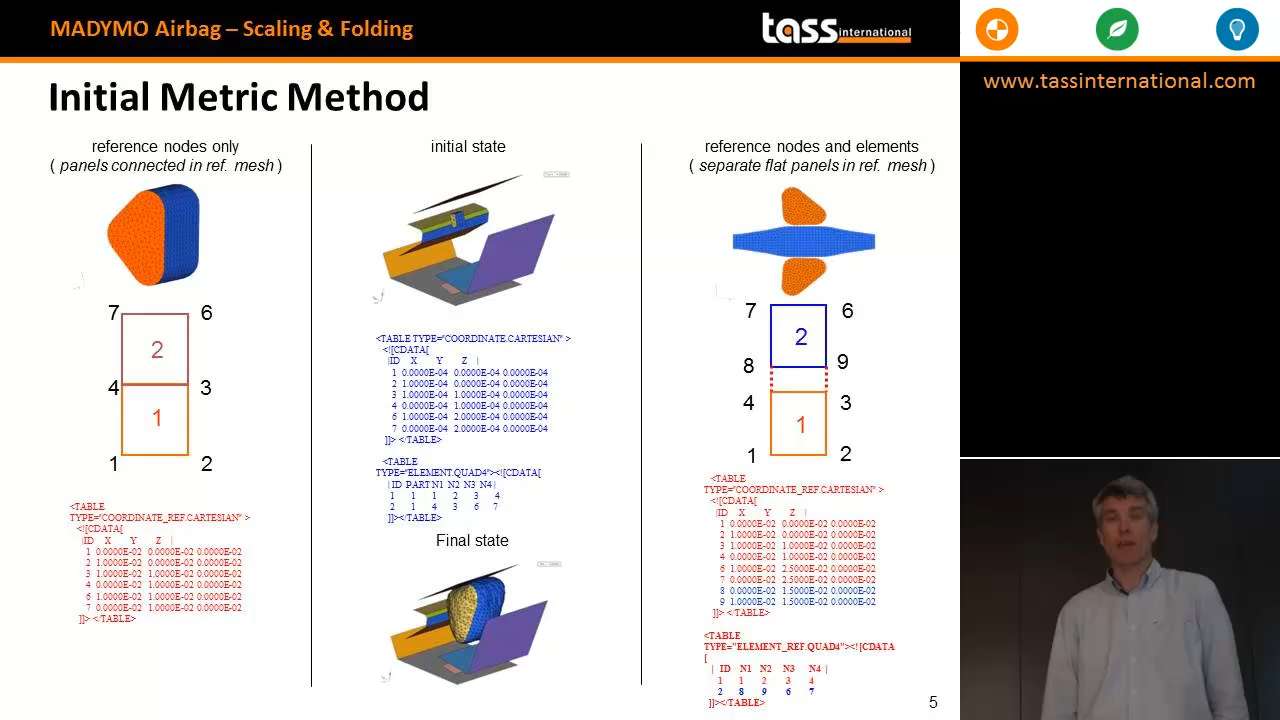 MADYMO Airbag – Scaling & Folding
tass international
www.tassinternational.com
Initial Metric Method
reference nodes only
( panels connected in ref. mesh )
7 6
2
4 3
1
1 2
<TABLE
TYPE="COORDINATE_REF.CARTESIAN" >
<![CDATA[
|ID X Y Z |
1 0.0000E-02 0.0000E-02 0.0000E-02
2 1.0000E-02 0.0000E-02 0.0000E-02
3 1.0000E-02 1.0000E-02 0.0000E-02
4 0.0000E-02 1.0000E-02 0.0000E-02
6 1.0000E-02 1.0000E-02 0.0000E-02
7 0.0000E-02 1.0000E-02 0.0000E-02
]]> </TABLE>
initial state
<TABLE TYPE="COORDINATE.CARTESIAN" >
<![CDATA[
|ID X Y Z |
1 0.0000E-04 0.0000E-04 0.0000E-04
2 1.0000E-04 0.0000E-04 0.0000E-04
3 1.0000E-04 1.0000E-04 0.0000E-04
4 0.0000E-04 1.0000E-04 0.0000E-04
6 1.0000E-04 2.0000E-04 0.0000E-04
7 0.0000E-04 2.0000E-04 0.0000E-04
]]> </TABLE>
<TABLE
TYPE="ELEMENT.QUAD4"><![CDATA[
| ID PART N1 N2 N3 N4 |
1 1 1 2 3 4
2 1 4 3 6 7
]]></TABLE>
Final state
reference nodes and elements
( separate flat panels in ref. mesh )
7 6
2
8 9
4 3
1
1 2
<TABLE
TYPE="COORDINATE_REF.CARTESIAN" >
<![CDATA[
|ID X Y Z |
1 0.0000E-02 0.0000E-02 0.0000E-02
2 1.0000E-02 0.0000E-02 0.0000E-02
3 1.0000E-02 1.0000E-02 0.0000E-02
4 0.0000E-02 1.0000E-02 0.0000E-02
6 1.0000E-02 2.5000E-02 0.0000E-02
7 0.0000E-02 2.5000E-02 0.0000E-02
8 0.0000E-02 1.5000E-02 0.0000E-02
9 1.0000E-02 1.5000E-02 0.0000E-02
]]> </TABLE>
<TABLE
TYPE="ELEMENT_REF.QUAD4"><![CDATA
[
| ID N1 N2 N3 N4 |
1 1 2 3 4
2 8 9 6 7
]]></TABLE>
5